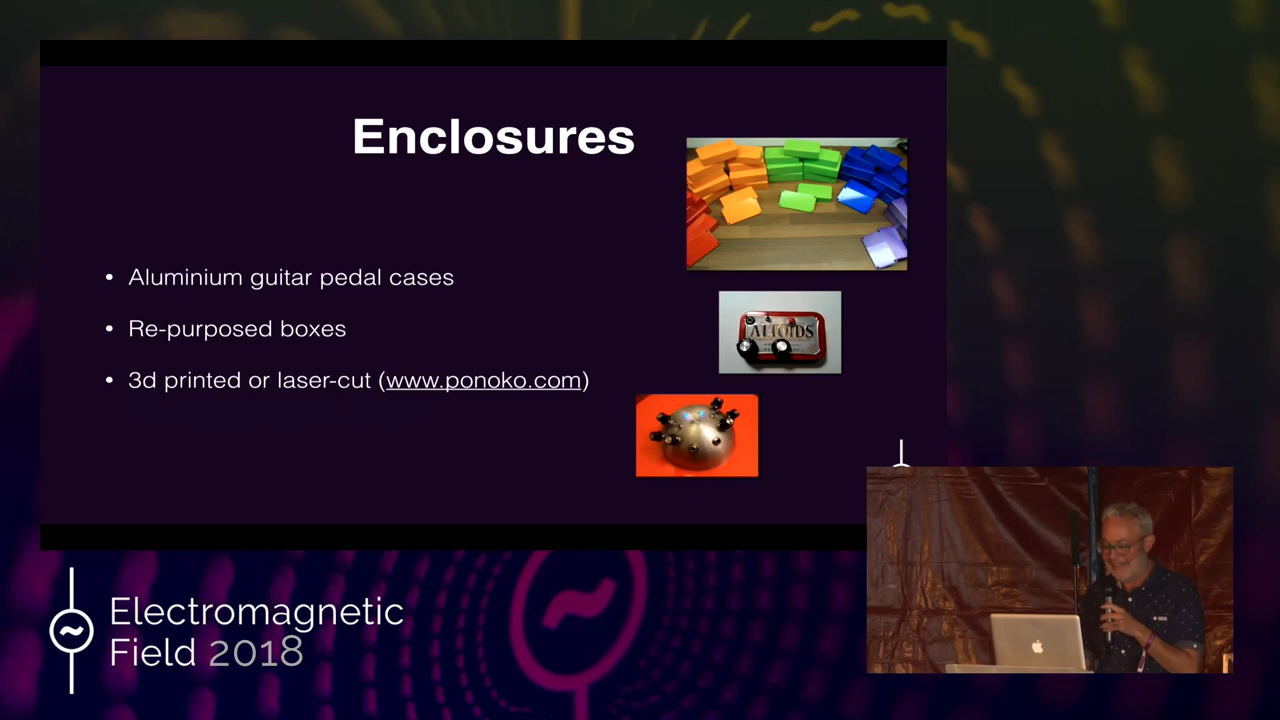 Enclosures
• Aluminium guitar pedal cases
• Re-purposed boxes
• 3d printed or laser-cut (www.ponoko.com)
ALTOIDS
Electromagnetic
Field 2018